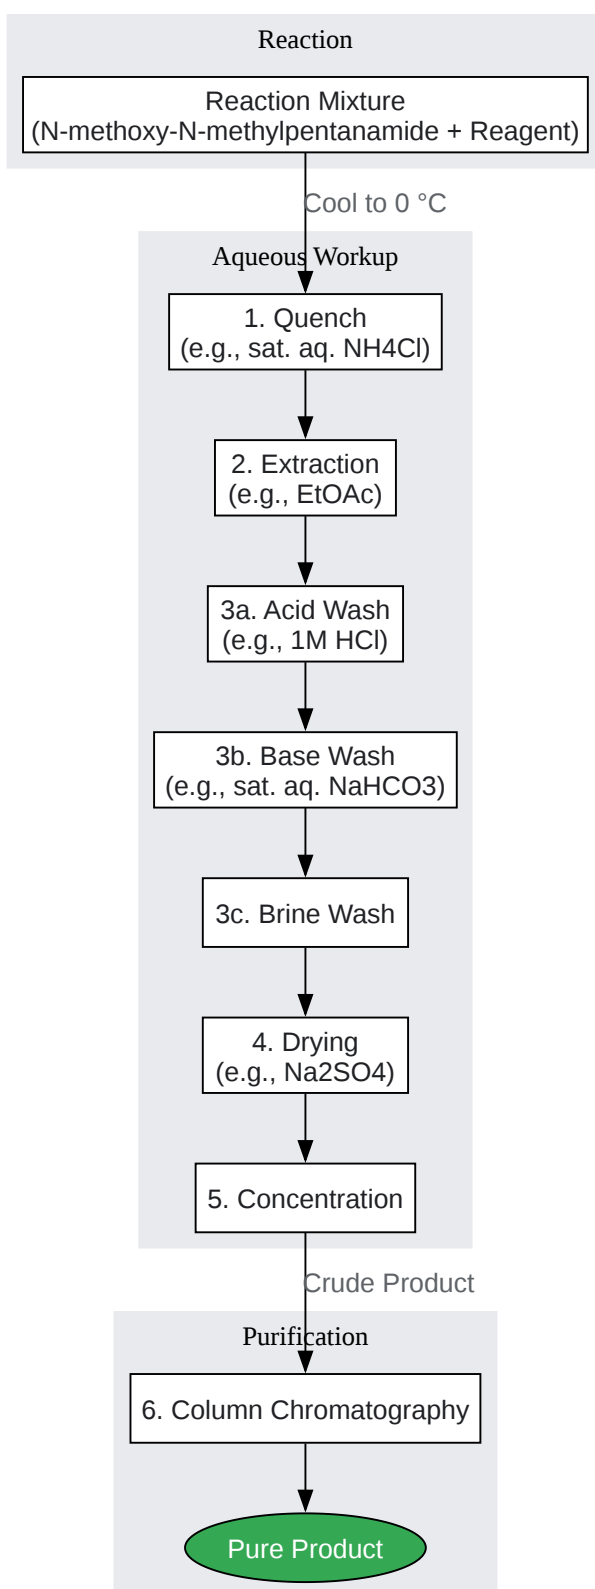 Reaction
Reaction Mixture
(N-methoxy-N-methylpentanamide + Reagent)
Cool to 0 °C
Aqueous Workup
1. Quench
(e.g., sat. aq. NH4Cl)
2. Extraction
(e.g., EtOAc)
3a. Acid Wash
(e.g., 1M HCl)
3b. Base Wash
(e.g., sat. aq. NaHCO3)
3c. Brine Wash
4. Drying
(e.g., Na2SO4)
5. Concentration
Crude Product
Purification
6. Column Chromatography
Pure Product